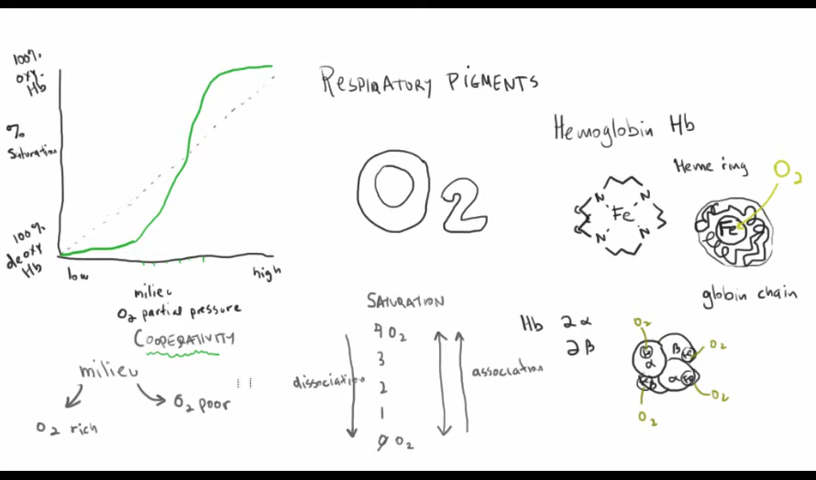 RESPIRATORY PIGMENTS
100%
oxy-
Hb
%
Saturation
100%
deoxy
Hb
low
high
milieu
O2 partial pressure
COOPERATIVITY
milieu
O2 rich
O2 poor
O2
SATURATION
4 O2
3
2
1
0 O2
dissociation
association
Hemoglobin Hb
Heme ring
O2
N N
Fe
N N
Fe
globin chain
Hb 2α
2β
O2
O2
β
α
α
O2
O2